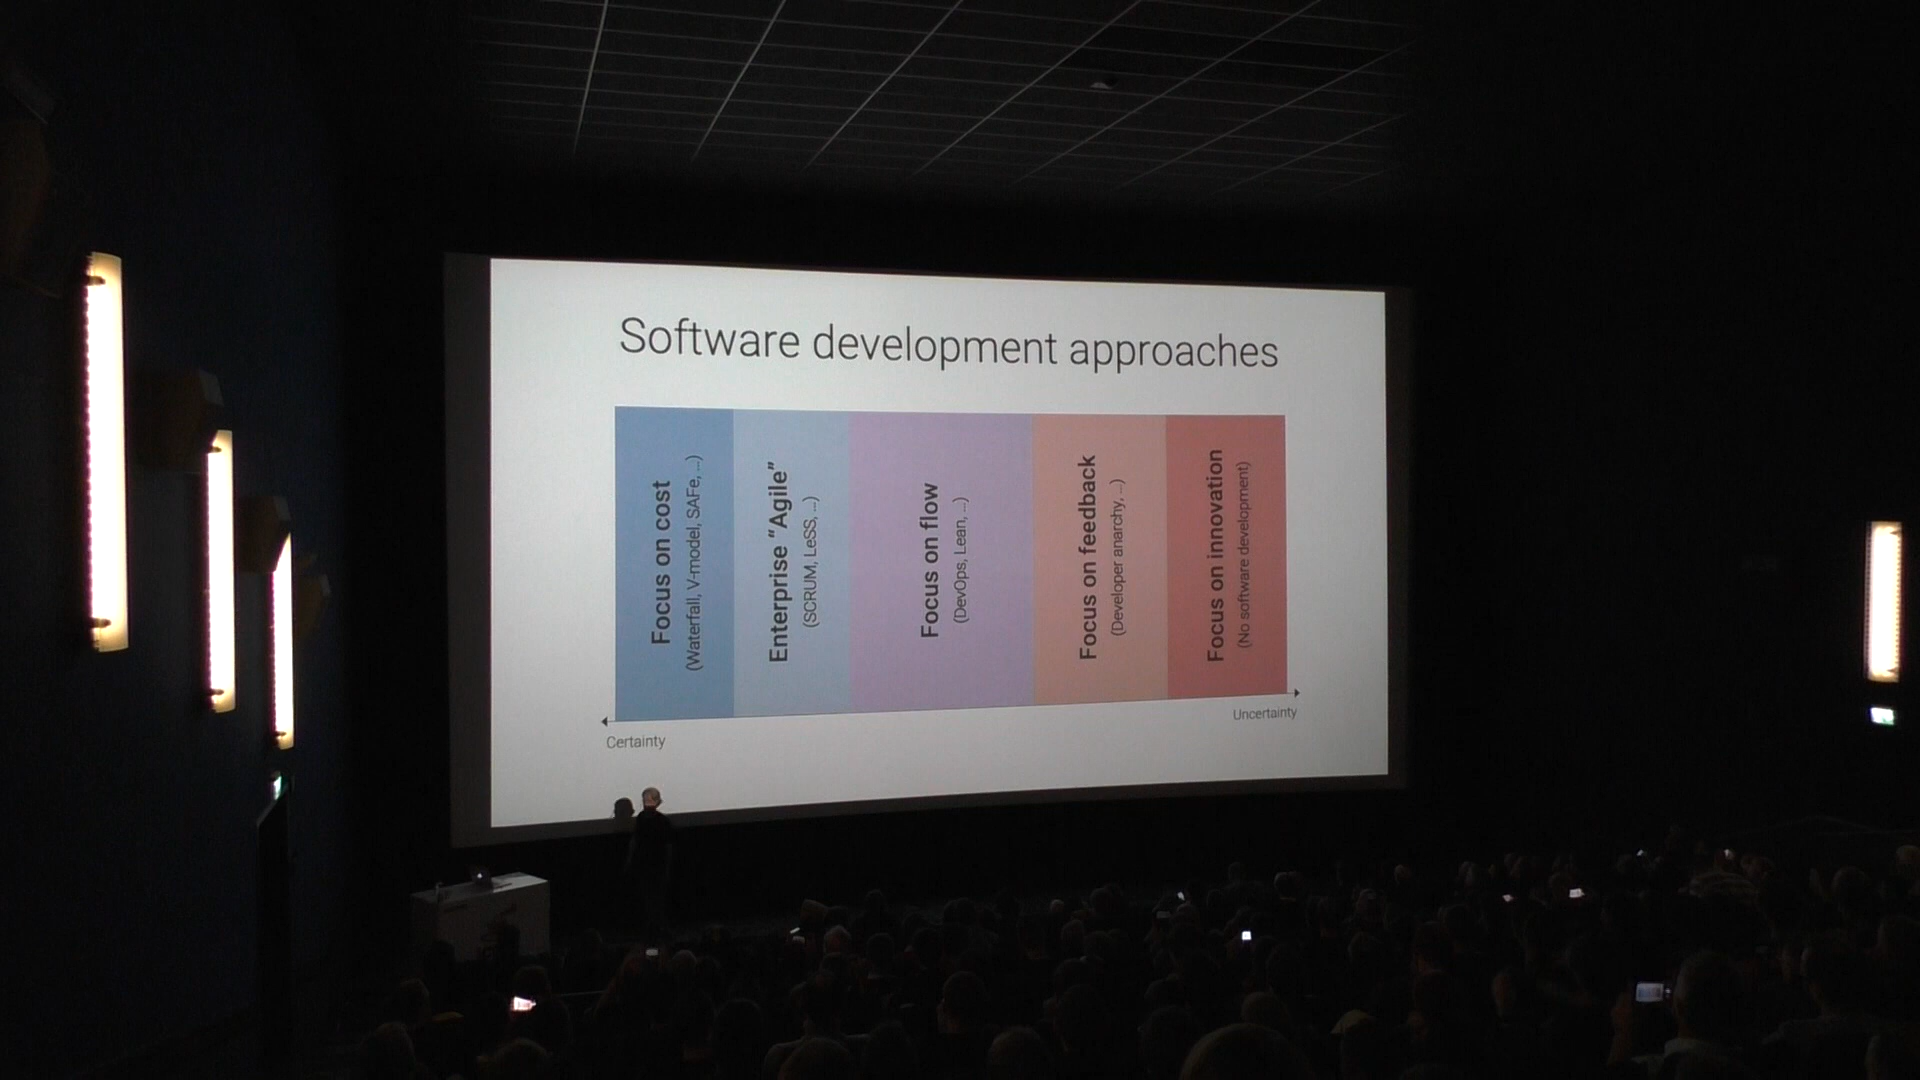 Software development approaches
Focus on cost
(Waterfall, V-model, SAFe, ...)
Enterprise “Agile”
(SCRUM, LeSS, ...)
Focus on flow
(DevOps, Lean, ...)
Focus on feedback
(Developer anarchy, ...)
Focus on innovation
(No software development)
Certainty
Uncertainty